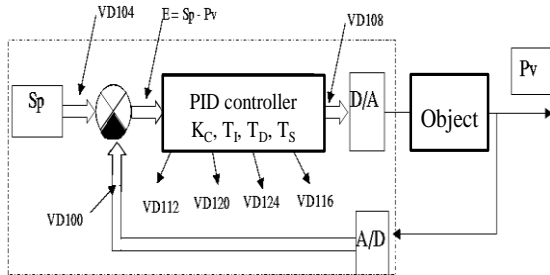 VD104
E = Sp - Pv
VD108
Pv
Sp
PID controller
K_C, T_I, T_D, T_S
D/A
Object
VD100
VD112
VD120
VD124
VD116
A/D